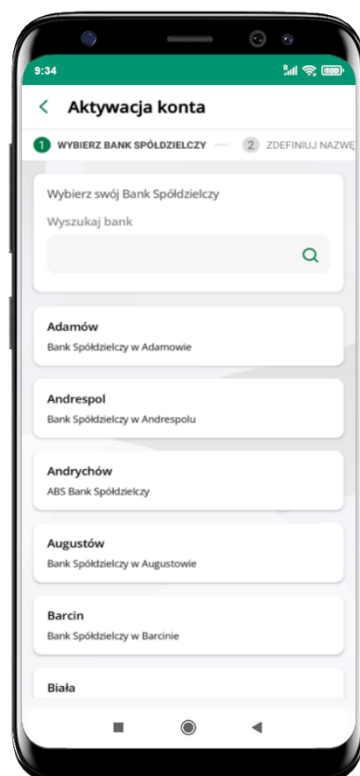 9:34
Aktywacja konta
1 WYBIERZ BANK SPÓŁDZIELCZY — 2 ZDEFINIUJ NAZWĘ
Wybierz swój Bank Spółdzielczy
Wyszukaj bank
Adamów
Bank Spółdzielczy w Adamowie
Andrespol
Bank Spółdzielczy w Andrespolu
Andrychów
ABS Bank Spółdzielczy
Augustów
Bank Spółdzielczy w Augustowie
Barcin
Bank Spółdzielczy w Barcinie
Biała